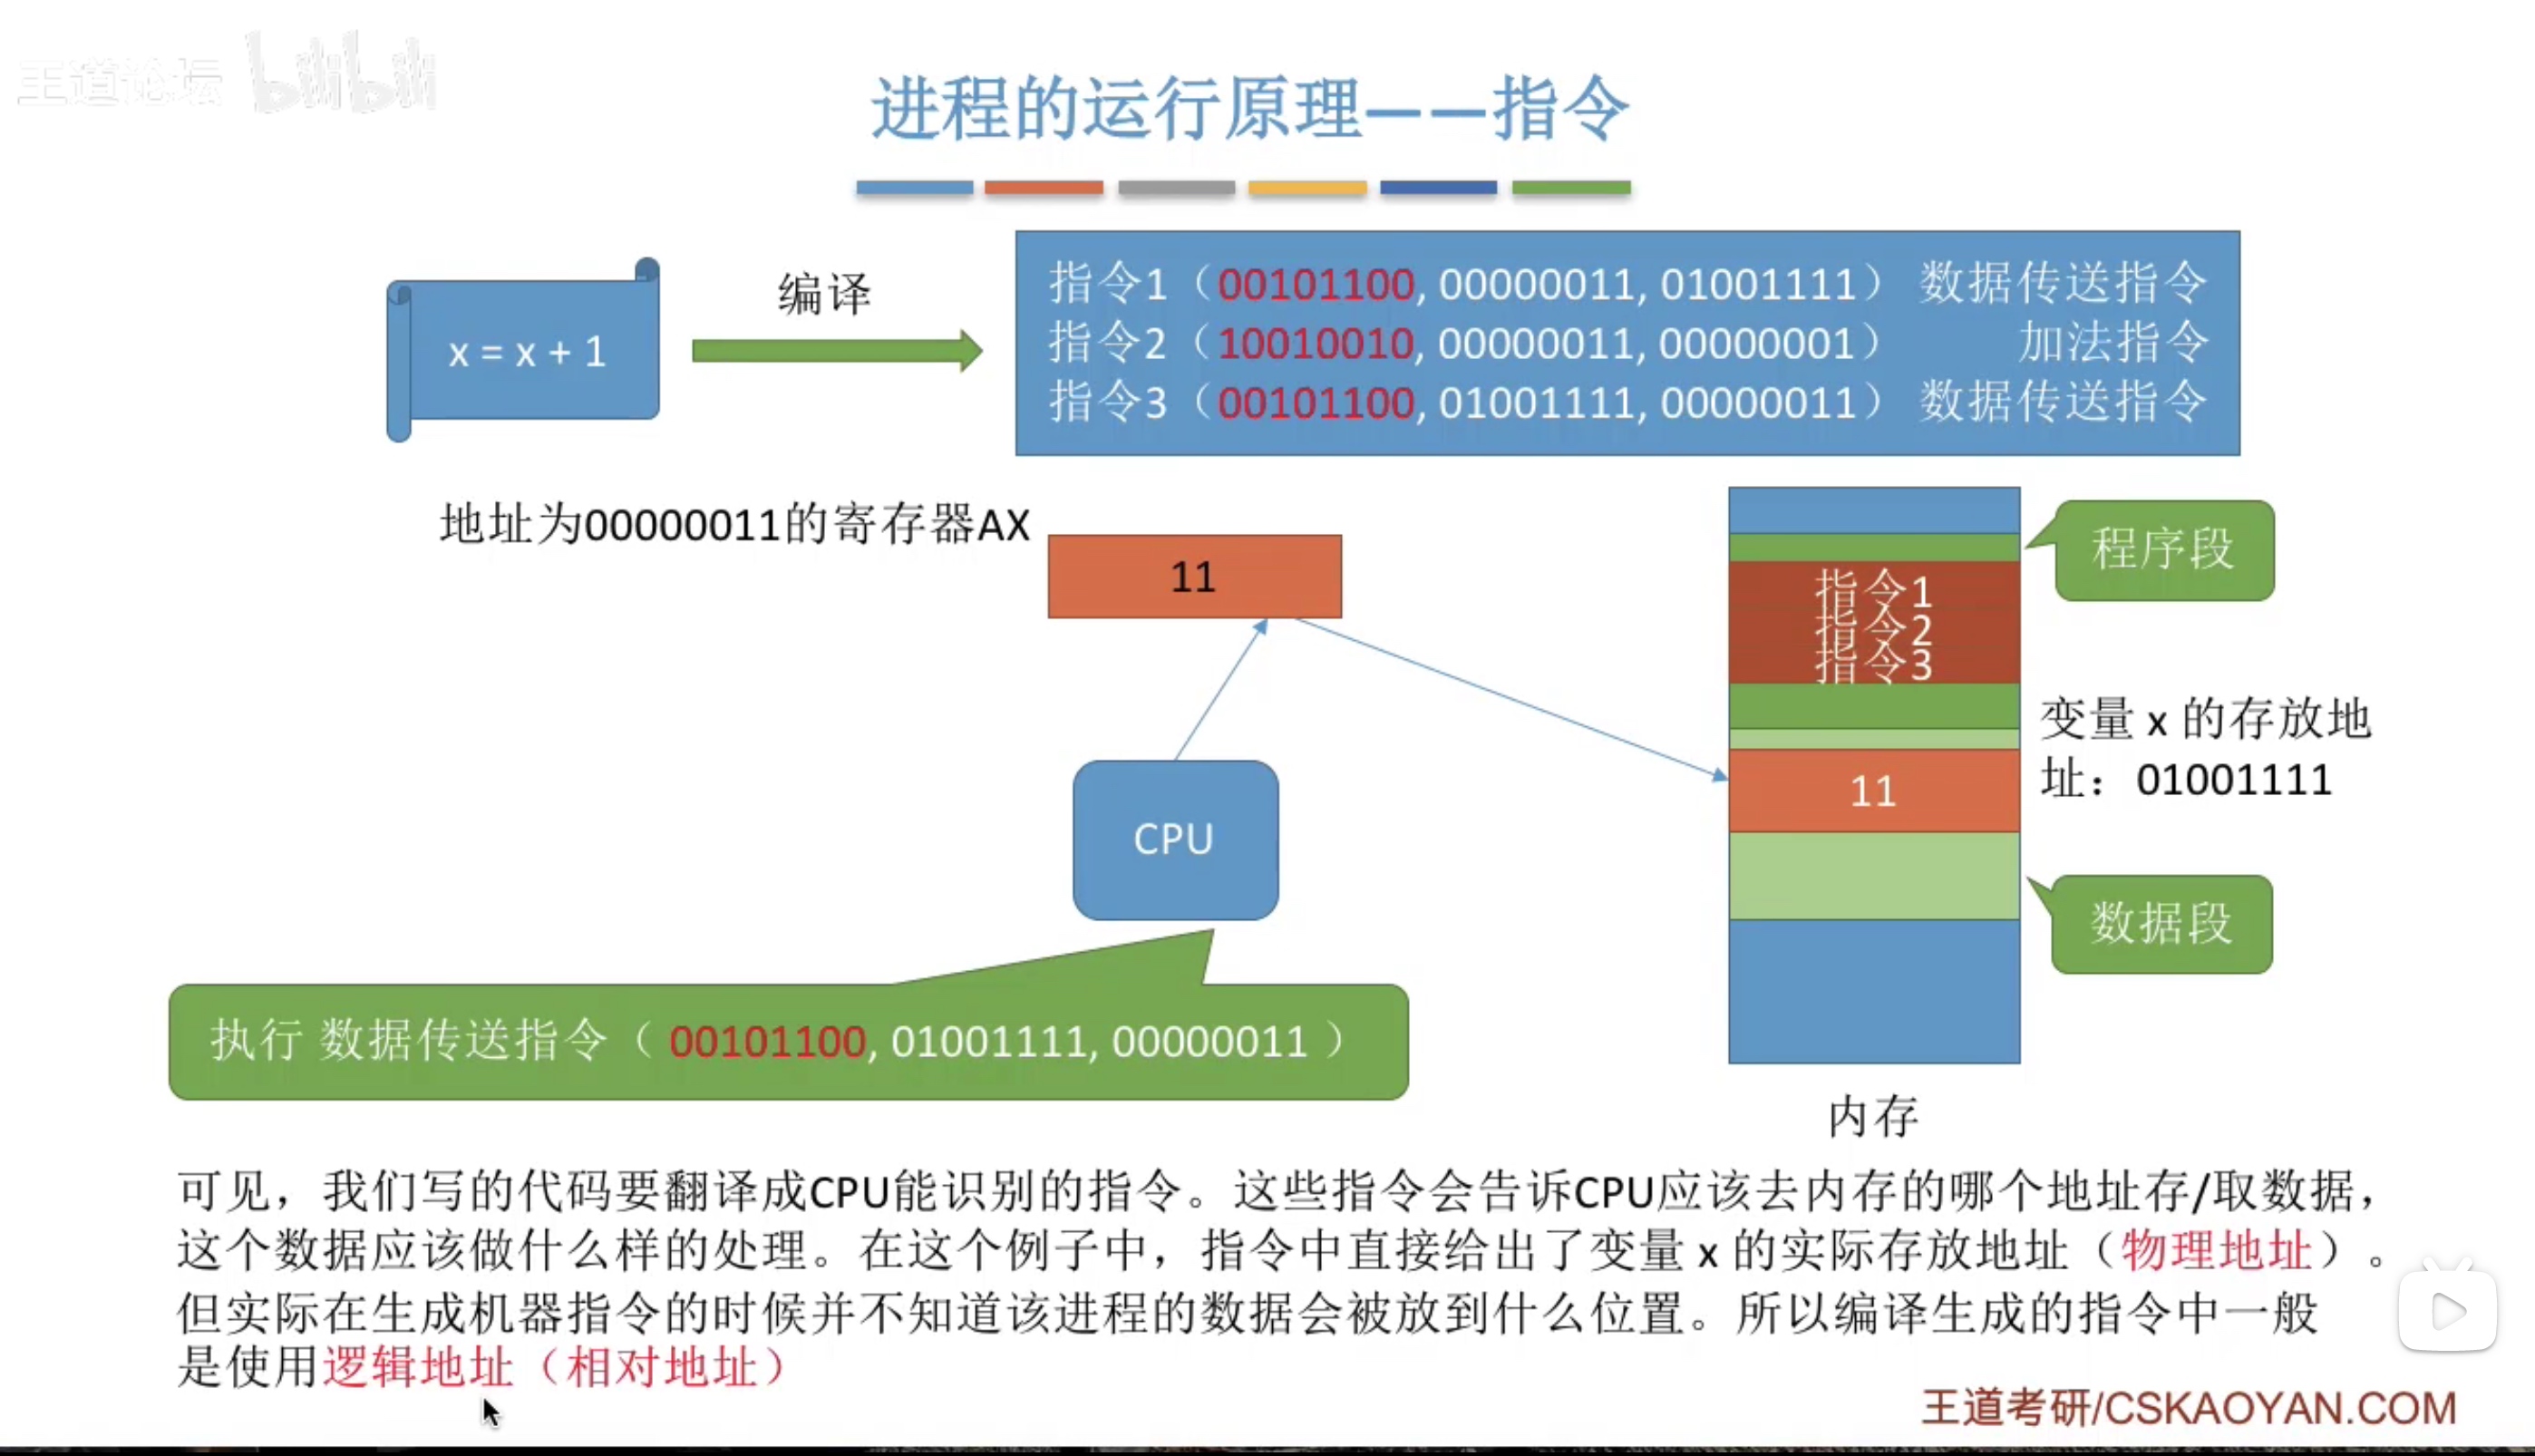 王道论坛 bilibili
进程的运行原理——指令
x = x + 1
编译
指令1（00101100, 00000011, 01001111） 数据传送指令
指令2（10010010, 00000011, 00000001） 加法指令
指令3（00101100, 01001111, 00000011） 数据传送指令
地址为00000011的寄存器AX
11
CPU
执行 数据传送指令（ 00101100, 01001111, 00000011 ）
程序段
指令1
指令2
指令3
变量 x 的存放地
址：01001111
11
数据段
内存
可见，我们写的代码要翻译成CPU能识别的指令。这些指令会告诉CPU应该去内存的哪个地址存/取数据，
这个数据应该做什么样的处理。在这个例子中，指令中直接给出了变量 x 的实际存放地址（物理地址）。
但实际在生成机器指令的时候并不知道该进程的数据会被放到什么位置。所以编译生成的指令中一般
是使用逻辑地址（相对地址）
王道考研/CSKAOYAN.COM